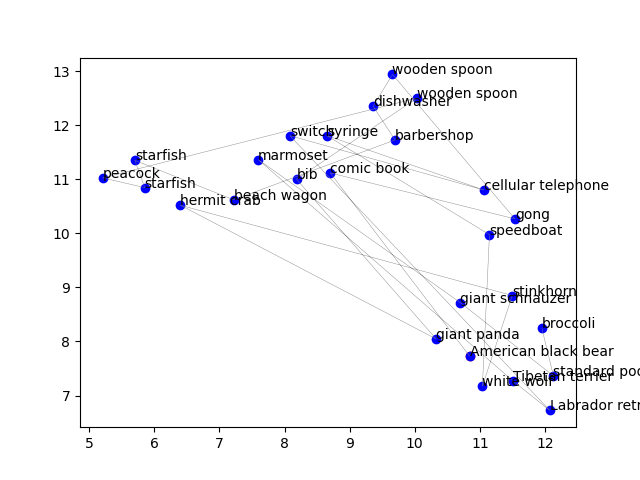 13
wooden spoon
wooden spoon
dishwasher
12
switch
syringe
barbershop
starfish
marmoset
comic book
11
peacock
bib
starfish
cellular telephone
hermit crab
beach wagon
gong
10
speedboat
9
stinkhorn
giant schnauzer
broccoli
8
giant panda
American black bear
standard poo
Tibetan terrier
white wolf
7
Labrador retr
5
6
7
8
9
10
11
12